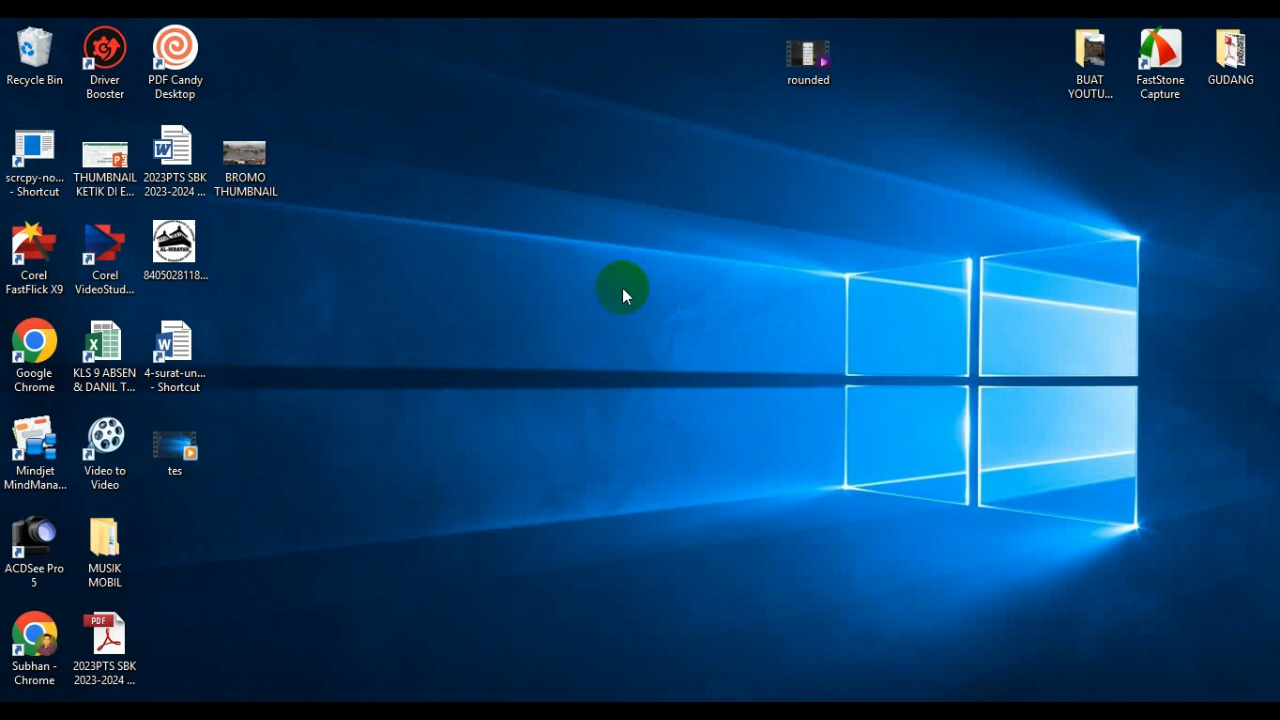 Recycle Bin
Driver
Booster
PDF Candy
Desktop
rounded
BUAT
YOUTU...
FastStone
Capture
GUDANG
scrcpy-no...
- Shortcut
THUMBNAIL
KETIK DI E...
2023PTS SBK
2023-2024 ...
BROMO
THUMBNAIL
Corel
FastFlick X9
Corel
VideoStud...
AL-HIDAYAH
8405028118...
Google
Chrome
KLS 9 ABSEN
& DANIL T...
4-surat-un...
- Shortcut
Mindjet
MindMana...
Video to
Video
tes
ACDSee Pro
5
MUSIK
MOBIL
Subhan -
Chrome
PDF
2023PTS SBK
2023-2024 ...